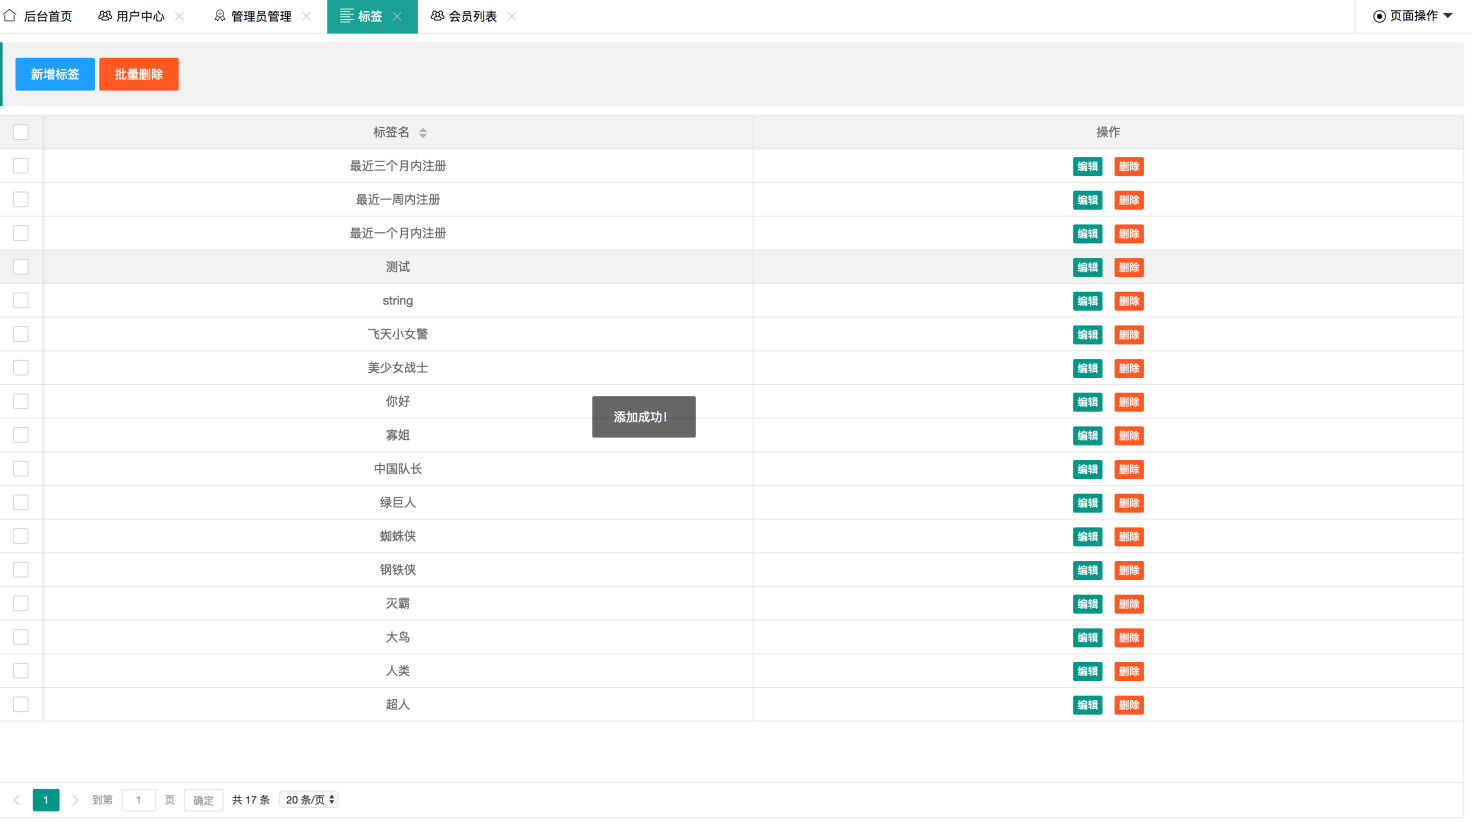 后台首页 用户中心 管理员管理 标签 会员列表 页面操作
新增标签 批量删除
标签名 操作
最近三个月内注册 编辑 删除
最近一周内注册 编辑 删除
最近一个月内注册 编辑 删除
测试 编辑 删除
string 编辑 删除
飞天小女警 编辑 删除
美少女战士 编辑 删除
你好 编辑 删除
添加成功!
寡姐 编辑 删除
中国队长 编辑 删除
绿巨人 编辑 删除
蜘蛛侠 编辑 删除
钢铁侠 编辑 删除
灭霸 编辑 删除
大鸟 编辑 删除
人类 编辑 删除
超人 编辑 删除
1 到第 1 页 确定 共 17 条 20 条/页